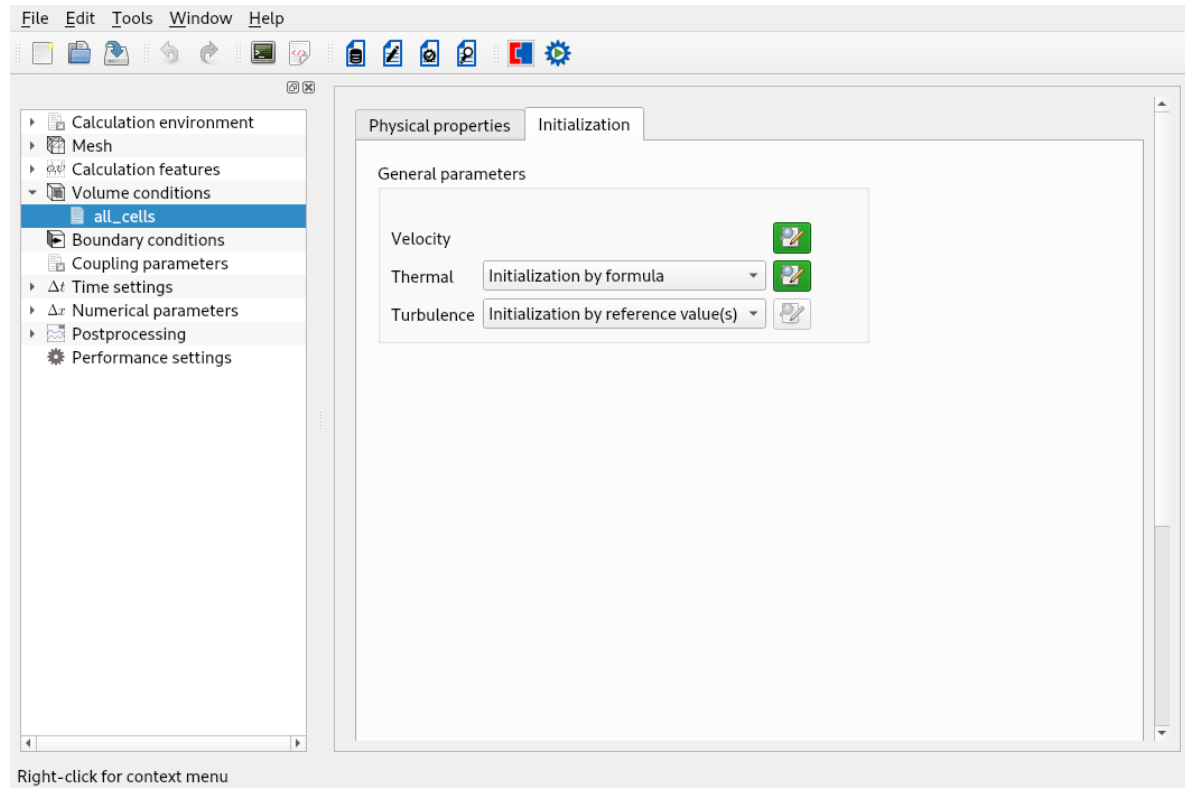 File Edit Tools Window Help
Calculation environment
Mesh
Calculation features
Volume conditions
all_cells
Boundary conditions
Coupling parameters
Δt Time settings
Δx Numerical parameters
Postprocessing
Performance settings
Physical properties Initialization
General parameters
Velocity
Thermal Initialization by formula
Turbulence Initialization by reference value(s)
Right-click for context menu